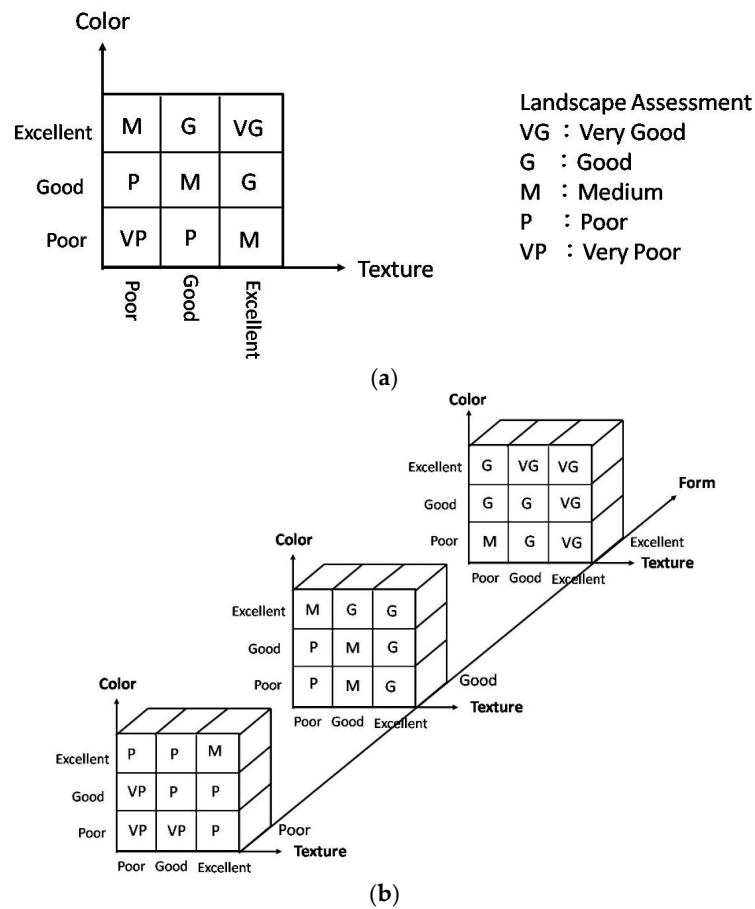 Color
Excellent M G VG
Good P M G
Poor VP P M
Texture
Poor Good Excellent
Landscape Assessment
VG : Very Good
G : Good
M : Medium
P : Poor
VP : Very Poor
(a)
Color
Excellent G VG VG
Good G G VG
Poor M G VG
Poor Good Excellent
Texture
Form
Excellent
Color
Excellent M G G
Good P M G
Poor P M G
Poor Good Excellent
Texture
Good
Color
Excellent P P M
Good VP P P
Poor VP VP P
Poor Good Excellent
Texture
Poor
(b)